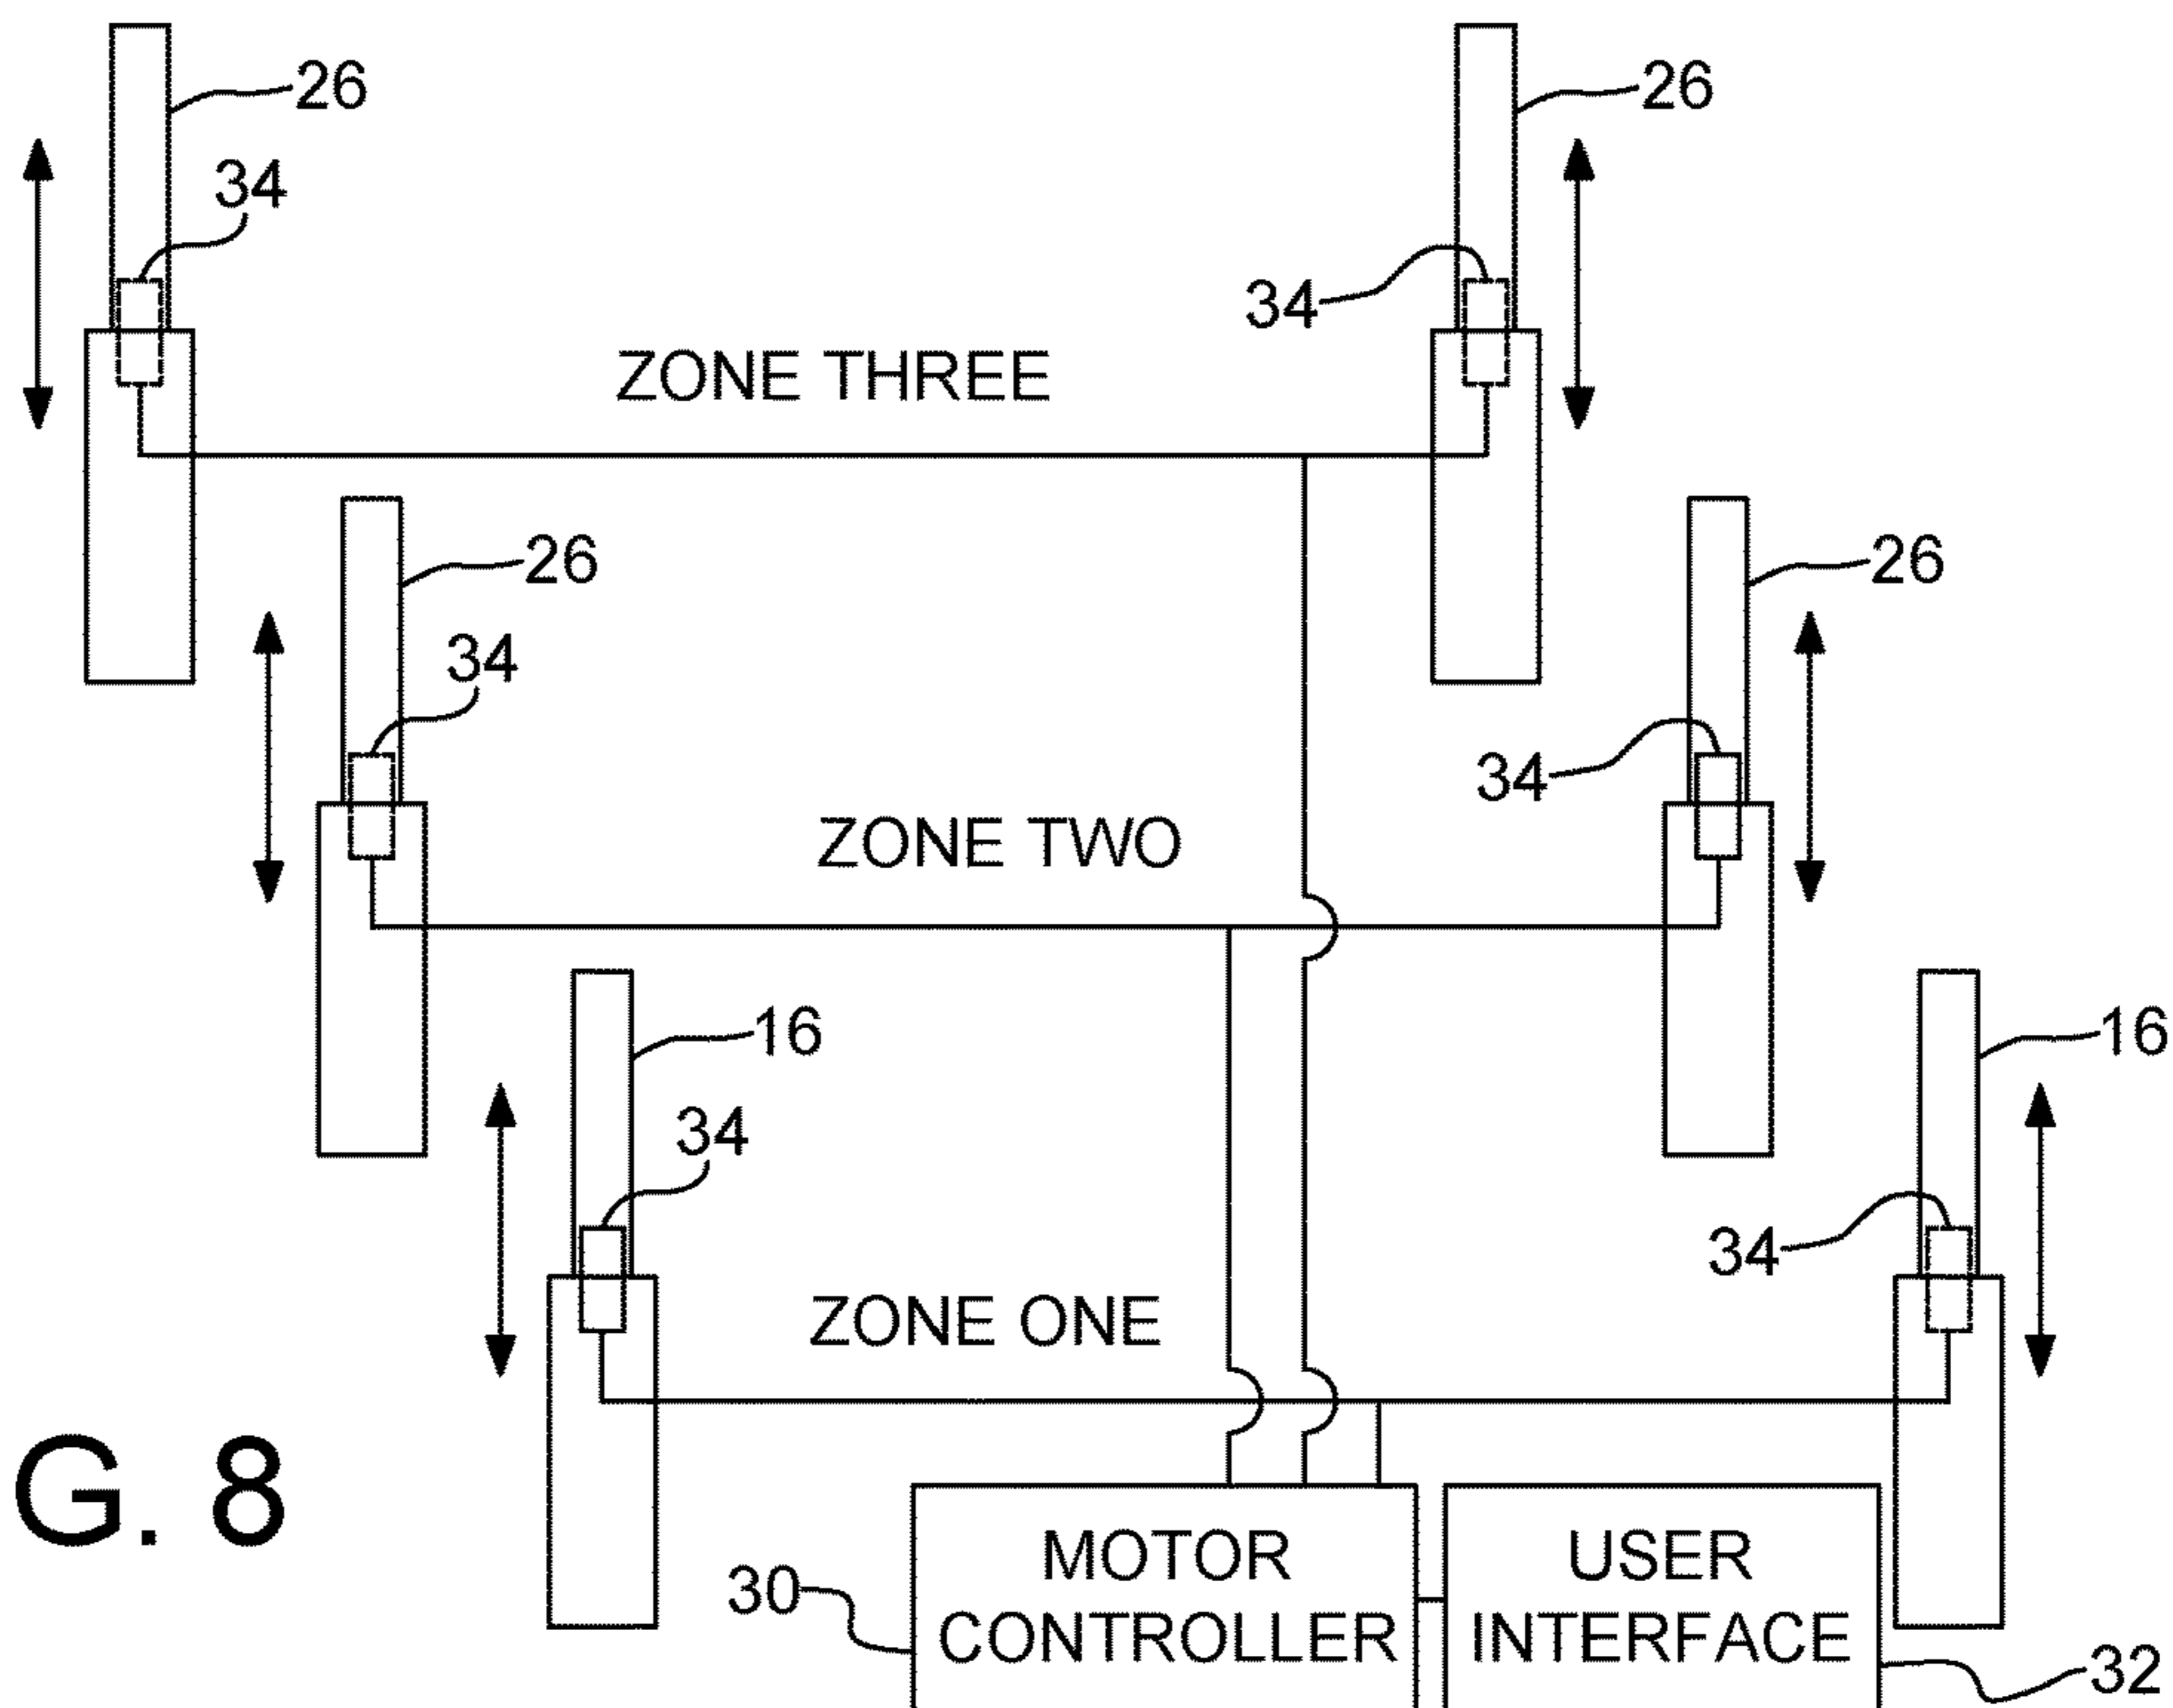 26
26
34
34
ZONE THREE
26
26
34
34
ZONE TWO
16
16
34
34
ZONE ONE
G. 8
MOTOR
CONTROLLER
USER
INTERFACE
30
32